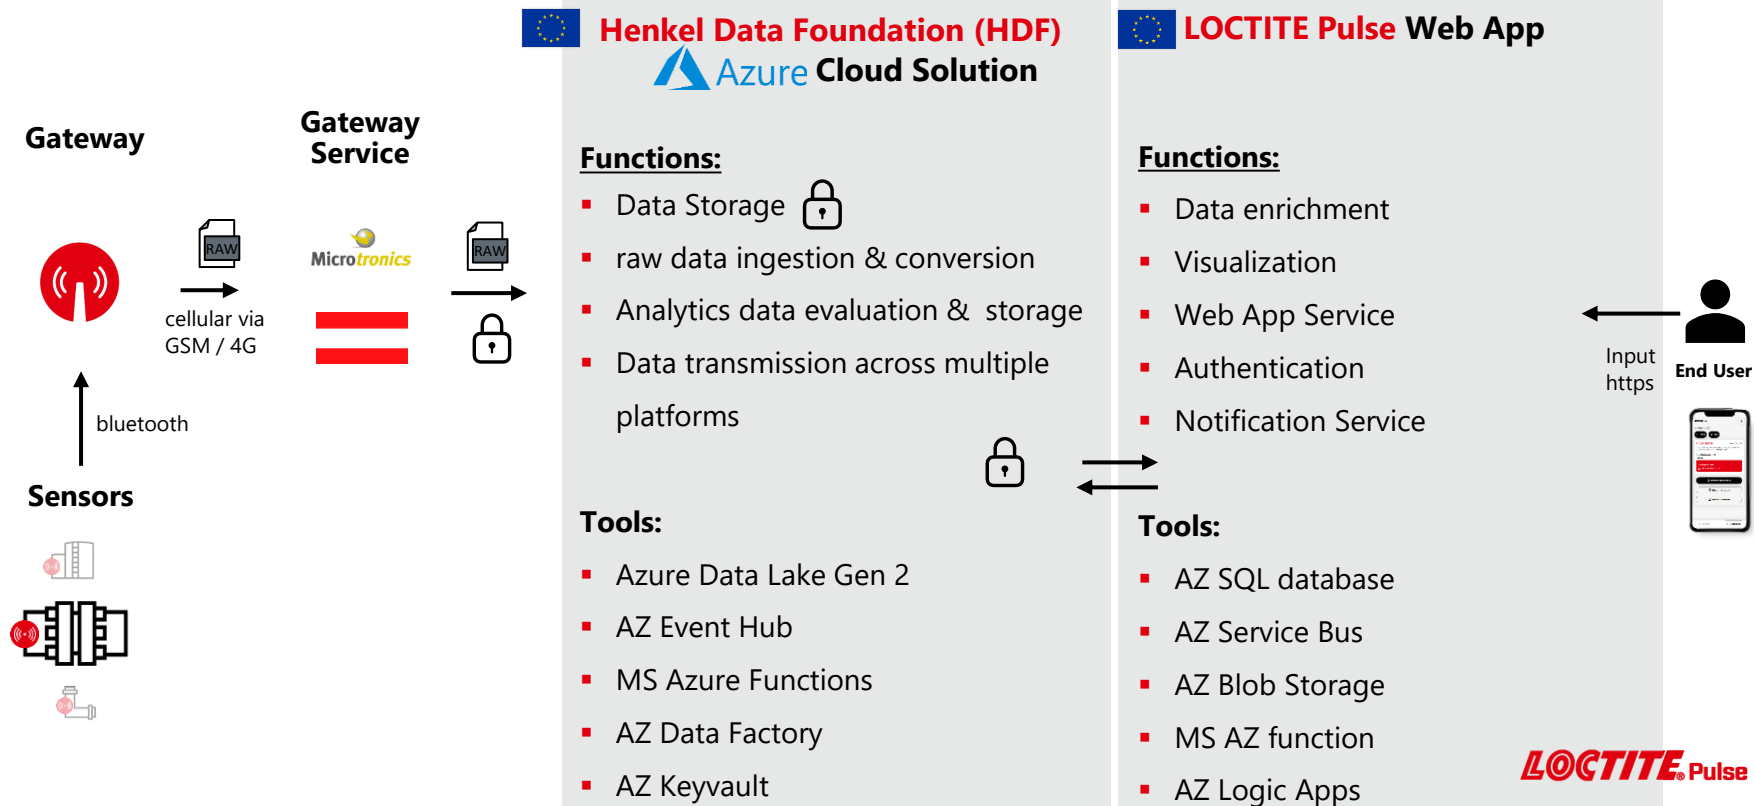 Gateway
cellular via
GSM / 4G
bluetooth
Sensors
RAW
Gateway
Service
Microtronics
RAW
Henkel Data Foundation (HDF)
Azure Cloud Solution
Functions:
Data Storage
raw data ingestion & conversion
Analytics data evaluation & storage
Data transmission across multiple
platforms
Tools:
Azure Data Lake Gen 2
AZ Event Hub
MS Azure Functions
AZ Data Factory
AZ Keyvault
LOCTITE Pulse Web App
Functions:
Data enrichment
Visualization
Web App Service
Authentication
Notification Service
Tools:
AZ SQL database
AZ Service Bus
AZ Blob Storage
MS AZ function
AZ Logic Apps
Input
https
End User
LOCTITE® Pulse